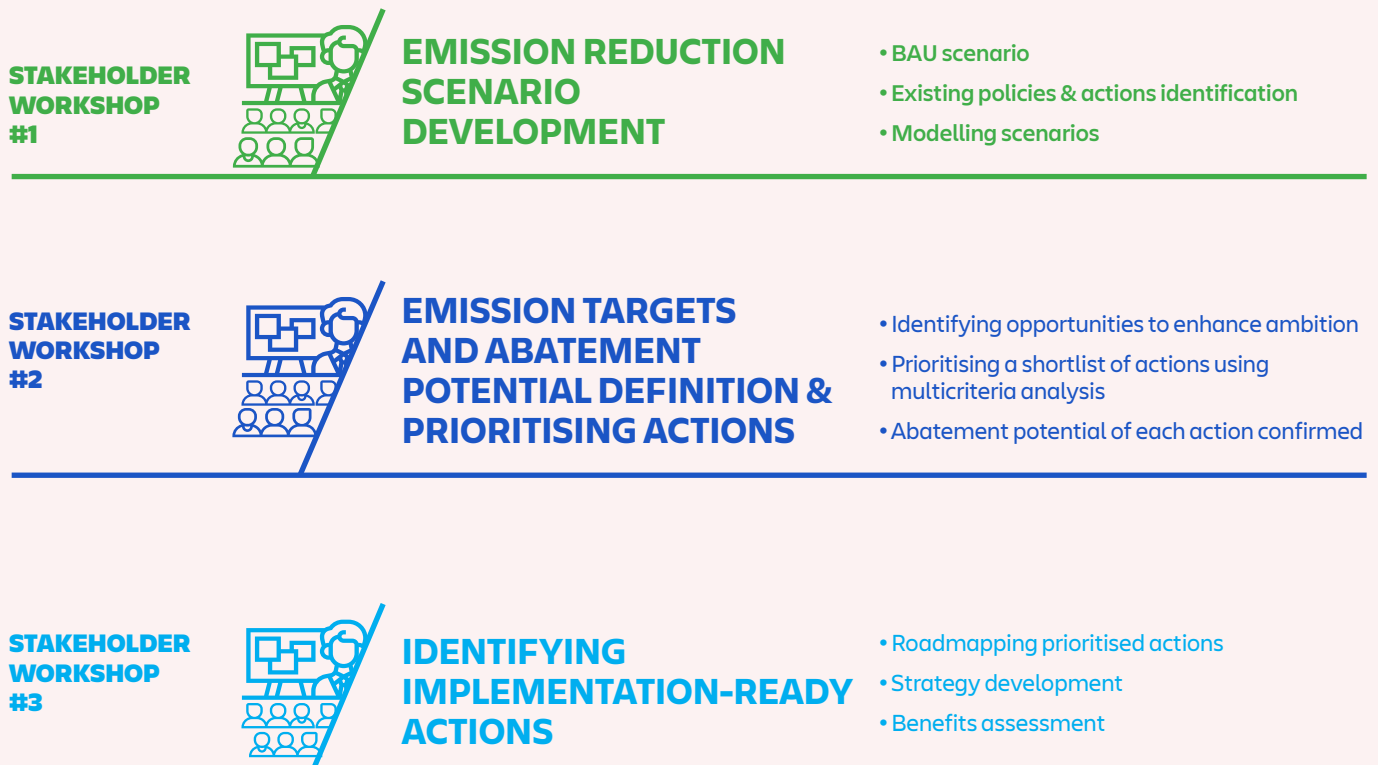 STAKEHOLDER
WORKSHOP
#1
EMISSION REDUCTION
SCENARIO
DEVELOPMENT
• BAU scenario
• Existing policies & actions identification
• Modelling scenarios
STAKEHOLDER
WORKSHOP
#2
EMISSION TARGETS
AND ABATEMENT
POTENTIAL DEFINITION &
PRIORITISING ACTIONS
• Identifying opportunities to enhance ambition
• Prioritising a shortlist of actions using
multicriteria analysis
• Abatement potential of each action confirmed
STAKEHOLDER
WORKSHOP
#3
IDENTIFYING
IMPLEMENTATION-READY
ACTIONS
• Roadmapping prioritised actions
• Strategy development
• Benefits assessment